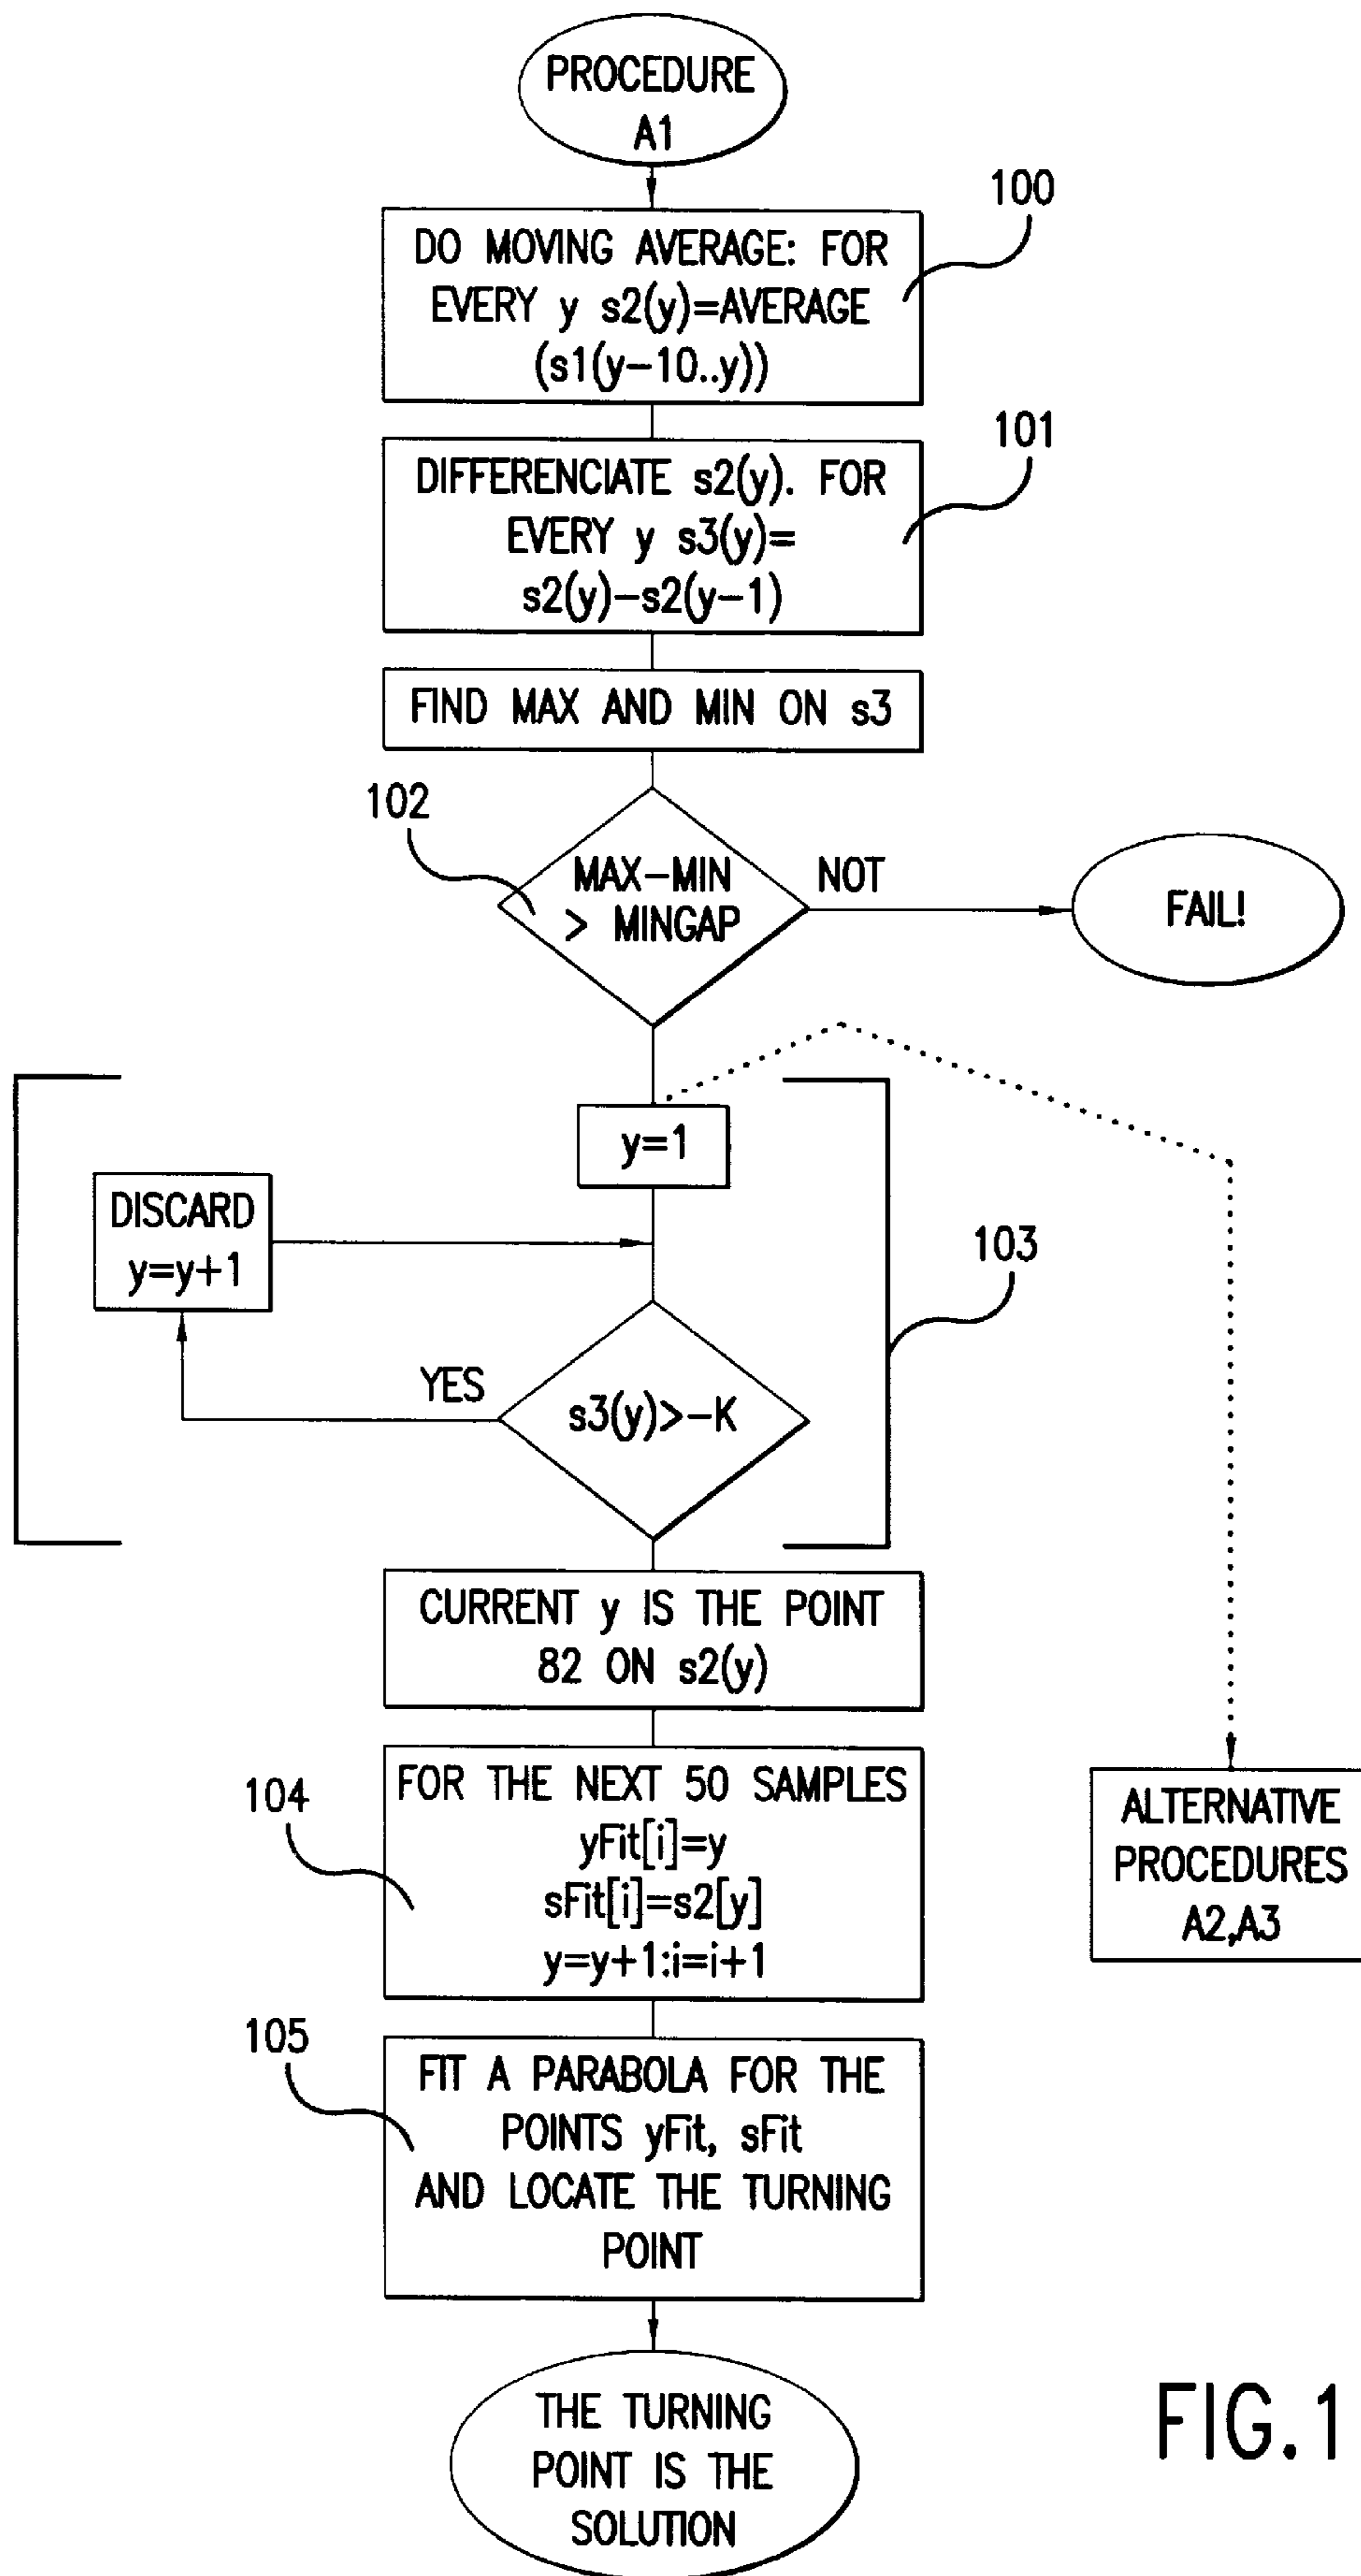 PROCEDURE
A1
100
DO MOVING AVERAGE: FOR
EVERY y s2(y)=AVERAGE
(s1(y-10..y))
101
DIFFERENCIATE s2(y). FOR
EVERY y s3(y)=
s2(y)-s2(y-1)
FIND MAX AND MIN ON s3
102
MAX-MIN
> MINGAP
NOT
FAIL!
y=1
DISCARD
y=y+1
103
YES
s3(y)>-K
CURRENT y IS THE POINT
82 ON s2(y)
104
FOR THE NEXT 50 SAMPLES
yFit[i]=y
sFit[i]=s2[y]
y=y+1:i=i+1
ALTERNATIVE
PROCEDURES
A2,A3
105
FIT A PARABOLA FOR THE
POINTS yFit, sFit
AND LOCATE THE TURNING
POINT
THE TURNING
POINT IS THE
SOLUTION
FIG.1